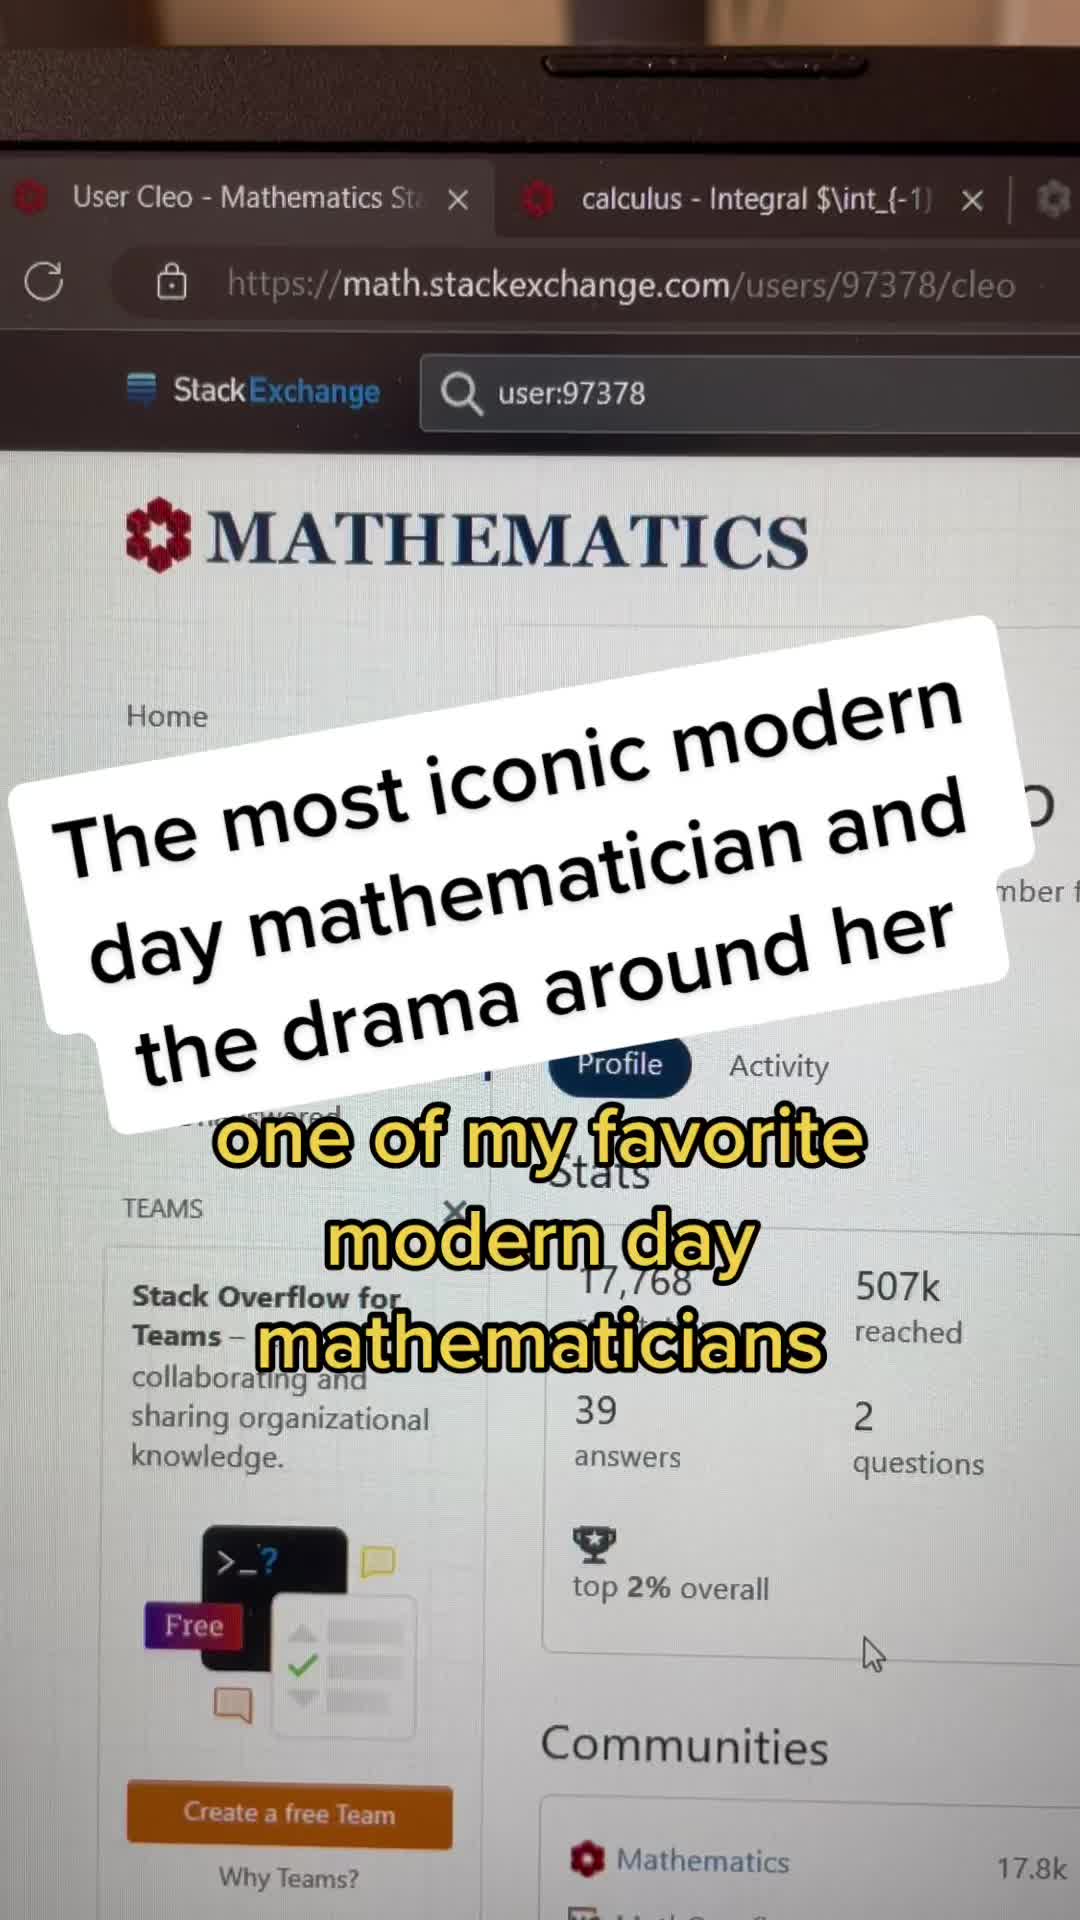 User Cleo - Mathematics Sta
calculus - Integral $\int_{-1}
https://math.stackexchange.com/users/97378/cleo
StackExchange
user:97378
MATHEMATICS
Home
The most iconic modern
day mathematician and
the drama around her
Profile
Activity
one of my favorite
modern day
mathematicians
Stats
TEAMS
Stack Overflow for
Teams –
collaborating and
sharing organizational
knowledge.
17,768
507k
reached
39
answers
2
questions
top 2% overall
>_?
Free
Communities
Create a free Team
Why Teams?
Mathematics
17.8k